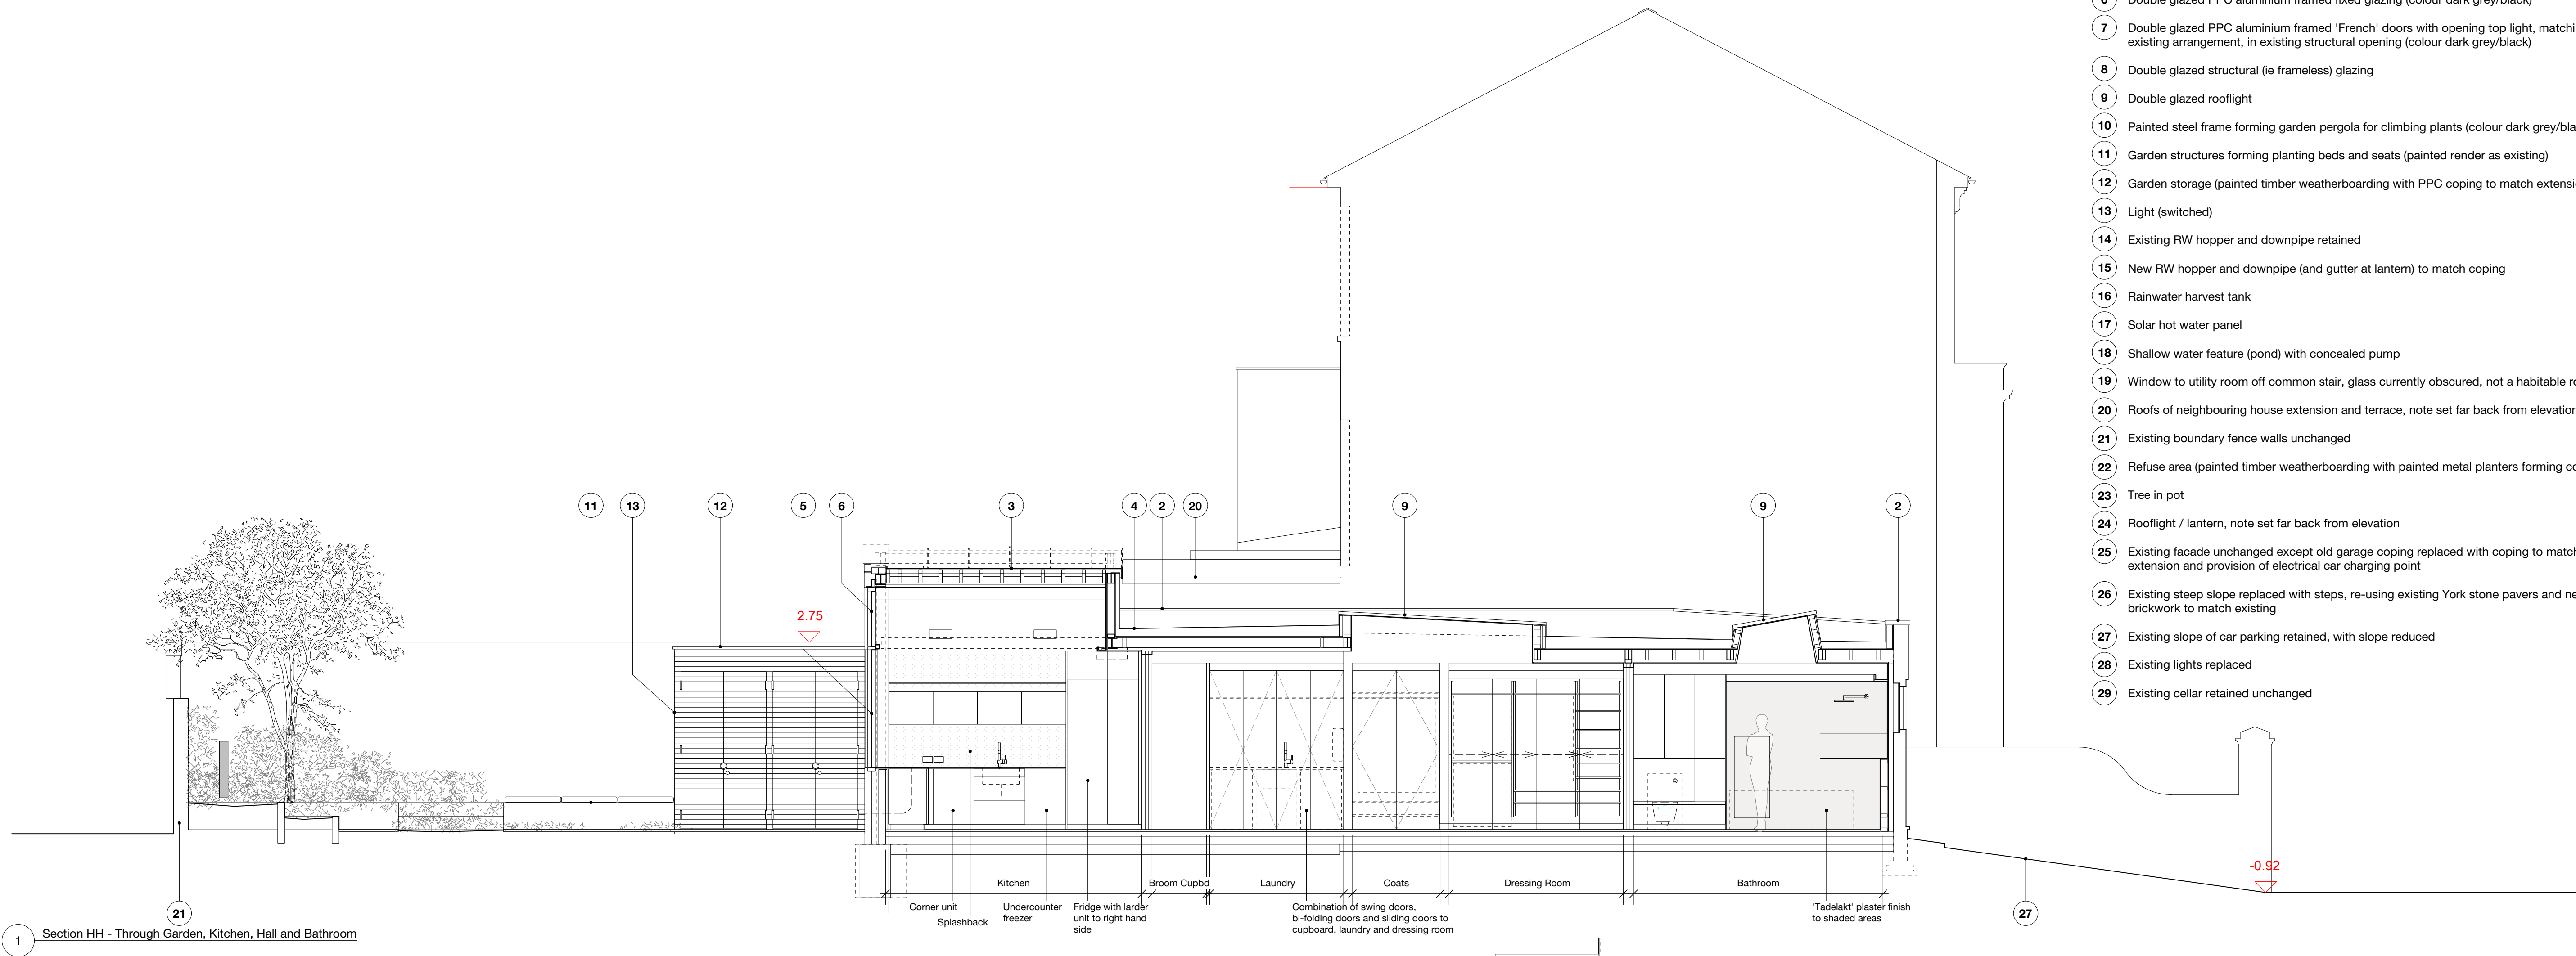 6 Double glazed PPC aluminium framed fixed glazing (colour dark grey/black)
7 Double glazed PPC aluminium framed 'French' doors with opening top light, matchi
existing arrangement, in existing structural opening (colour dark grey/black)
8 Double glazed structural (ie frameless) glazing
9 Double glazed rooflight
10 Painted steel frame forming garden pergola for climbing plants (colour dark grey/bla
11 Garden structures forming planting beds and seats (painted render as existing)
12 Garden storage (painted timber weatherboarding with PPC coping to match extensi
13 Light (switched)
14 Existing RW hopper and downpipe retained
15 New RW hopper and downpipe (and gutter at lantern) to match coping
16 Rainwater harvest tank
17 Solar hot water panel
18 Shallow water feature (pond) with concealed pump
19 Window to utility room off common stair, glass currently obscured, not a habitable ro
20 Roofs of neighbouring house extension and terrace, note set far back from elevation
21 Existing boundary fence walls unchanged
22 Refuse area (painted timber weatherboarding with painted metal planters forming co
23 Tree in pot
24 Rooflight / lantern, note set far back from elevation
25 Existing facade unchanged except old garage coping replaced with coping to match
extension and provision of electrical car charging point
26 Existing steep slope replaced with steps, re-using existing York stone pavers and ne
brickwork to match existing
27 Existing slope of car parking retained, with slope reduced
28 Existing lights replaced
29 Existing cellar retained unchanged
11 13 12 5 6 3 4 2 20 9 9 2
2.75
-0.92
Kitchen Broom Cupbd Laundry Coats Dressing Room Bathroom
Corner unit
Splashback
Undercounter
freezer
Fridge with larder
unit to right hand
side
Combination of swing doors,
bi-folding doors and sliding doors to
cupboard, laundry and dressing room
'Tadelakt' plaster finish
to shaded areas
21
27
1 Section HH - Through Garden, Kitchen, Hall and Bathroom